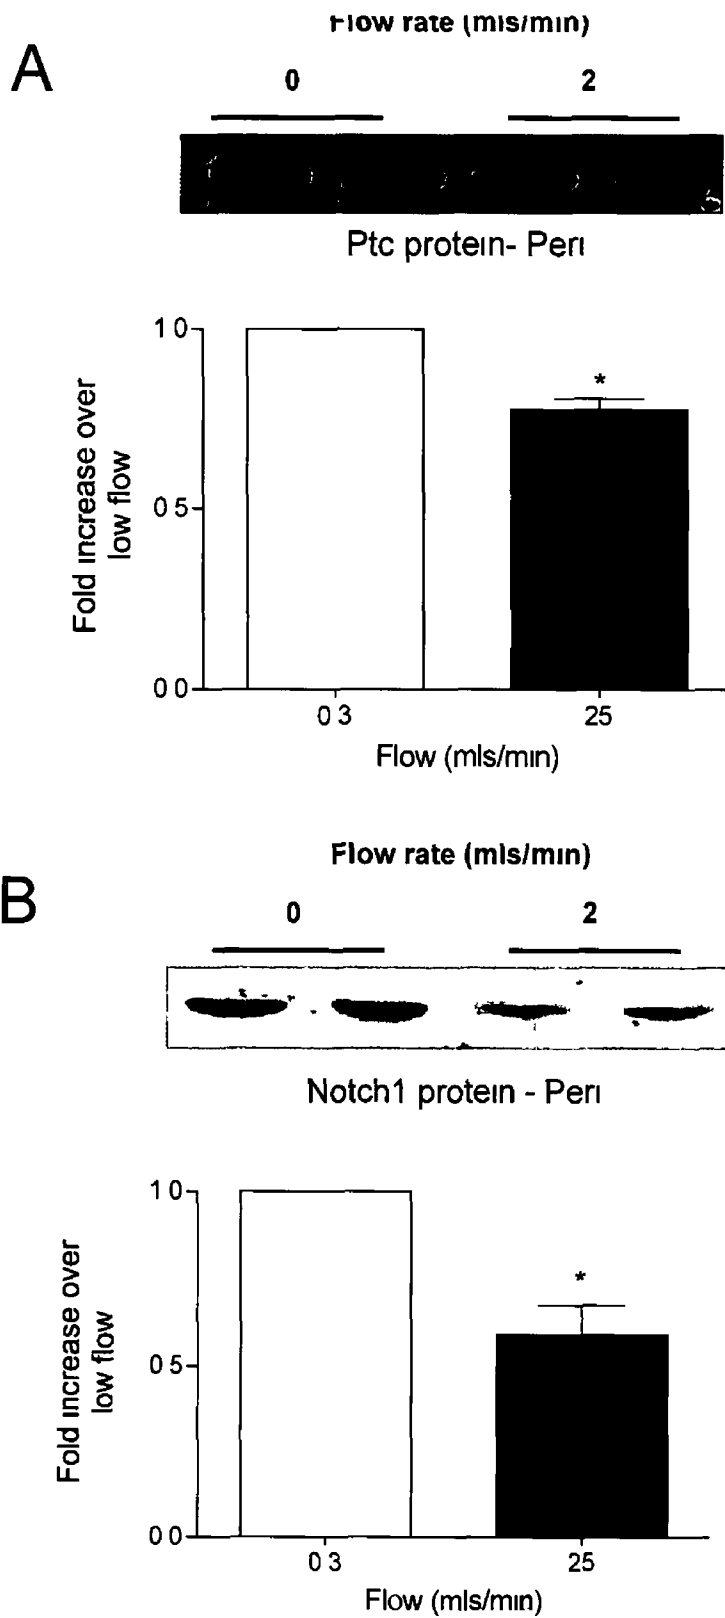 Flow rate (mls/min)
A
0
2
Ptc protein- Peri
1 0
0 5
0 0
Fold increase over
low flow
*
0 3
25
Flow (mls/min)
Flow rate (mls/min)
B
0
2
Notch1 protein - Peri
1 0
0 5
0 0
Fold increase over
low flow
*
0 3
25
Flow (mls/min)